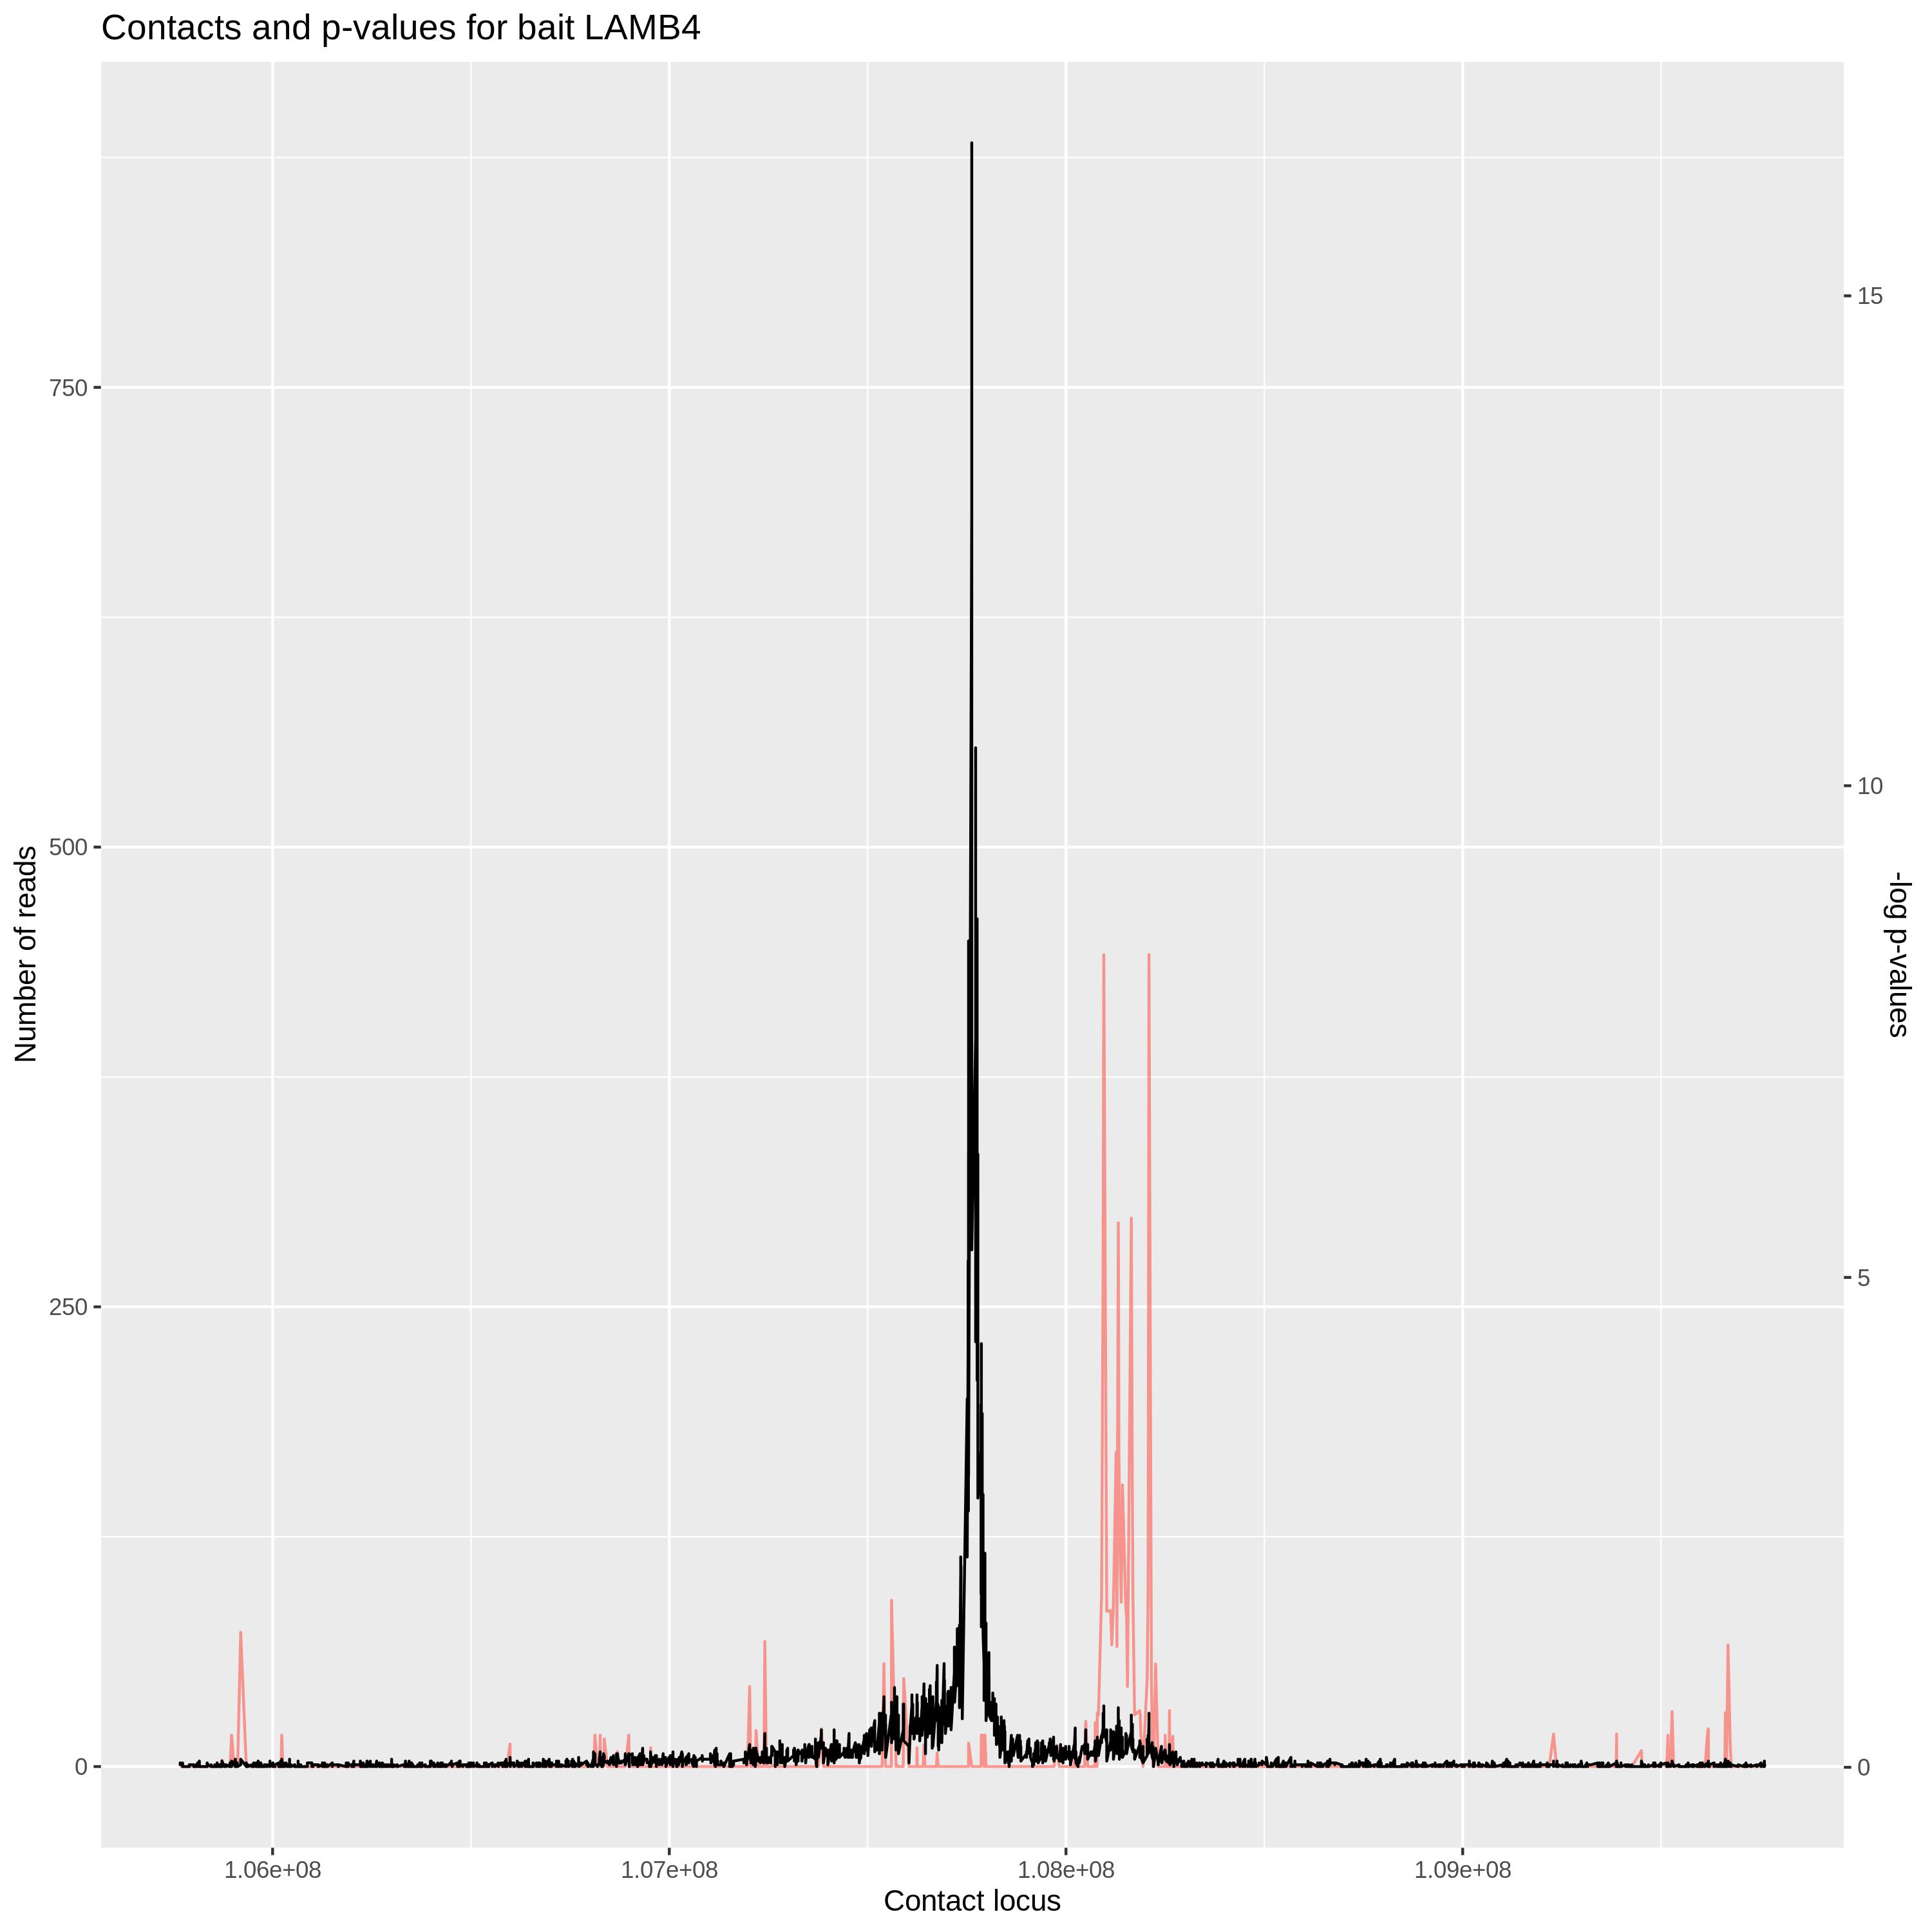 Contacts and p-values for bait LAMB4
Number of reads
750
500
250
0
15
10
5
0
-log p-values
1.06e+08 1.07e+08 1.08e+08 1.09e+08
Contact locus